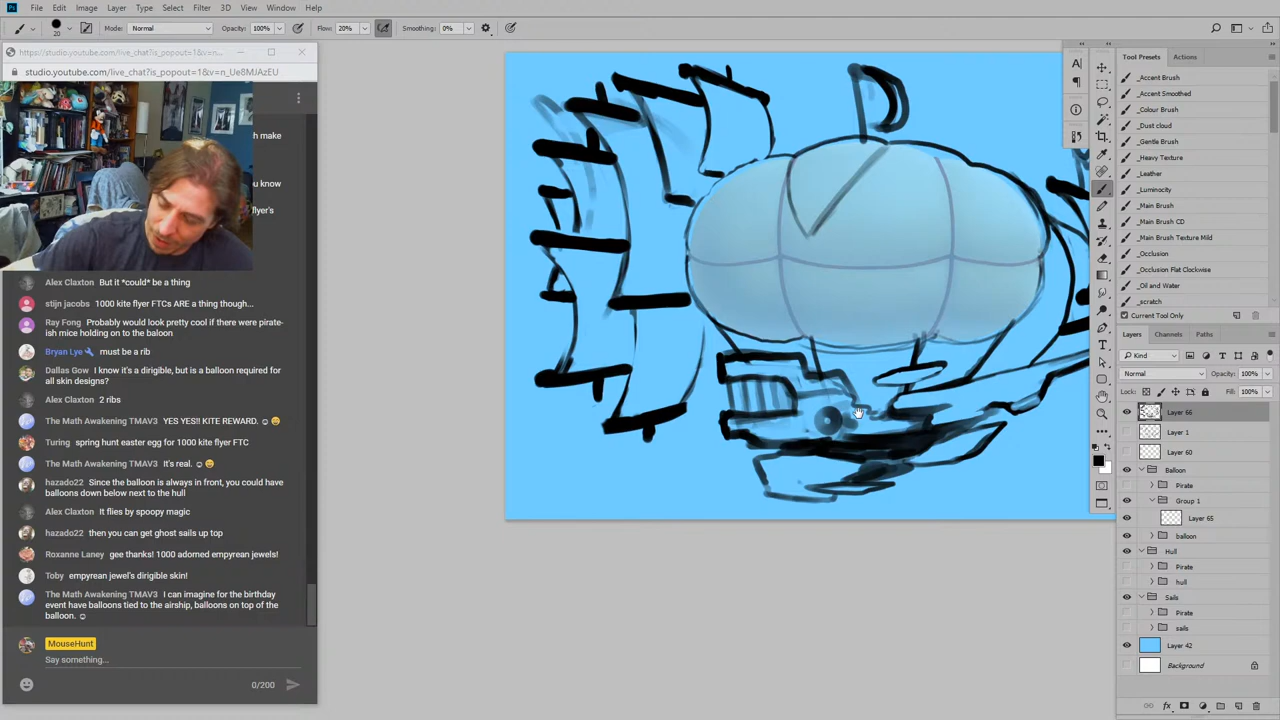 File Edit Image Layer Type Select Filter 3D View Window Help
20 Mode: Normal Opacity: 100% Flow: 20% Smoothing: 0%
https://studio.youtube.com/live_chat?is_popout=1&v=n_...
studio.youtube.com/live_chat?is_popout=1&v=n_Ue8MJAzEU
make
you know
flyer's
Alex Claxton But it *could* be a thing
stijn jacobs 1000 kite flyer FTCs ARE a thing though...
Ray Fong Probably would look pretty cool if there were pirate-
ish mice holding on to the baloon
Bryan Lye must be a rib
Dallas Gow I know it's a dirigible, but is a balloon required for
all skin designs?
Alex Claxton 2 ribs
The Math Awakening TMAV3 YES YES!! KITE REWARD. ☺😀
Turing spring hunt easter egg for 1000 kite flyer FTC
The Math Awakening TMAV3 It's real. ☺😀
hazado22 Since the balloon is always in front, you could have
balloons down below next to the hull
Alex Claxton It flies by spoopy magic
hazado22 then you can get ghost sails up top
Roxanne Laney gee thanks! 1000 adorned empyrean jewels!
Toby empyrean jewel's dirigible skin!
The Math Awakening TMAV3 I can imagine for the birthday
event have balloons tied to the airship, balloons on top of the
balloon. ☺
MouseHunt
Say something...
0/200
Tool Presets Actions
_Accent Brush
_Accent Smoothed
_Colour Brush
_Dust cloud
_Gentle Brush
_Heavy Texture
_Leather
_Luminocity
_Main Brush
_Main Brush CD
_Main Brush Texture Mild
_Occlusion
_Occlusion Flat Clockwise
_Oil and Water
_scratch
Current Tool Only
Layers Channels Paths
Kind
Normal Opacity: 100%
Lock: Fill: 100%
Layer 66
Layer 1
Layer 60
Balloon
Pirate
Group 1
Layer 65
balloon
Hull
Pirate
hull
Sails
Pirate
sails
Layer 42
Background